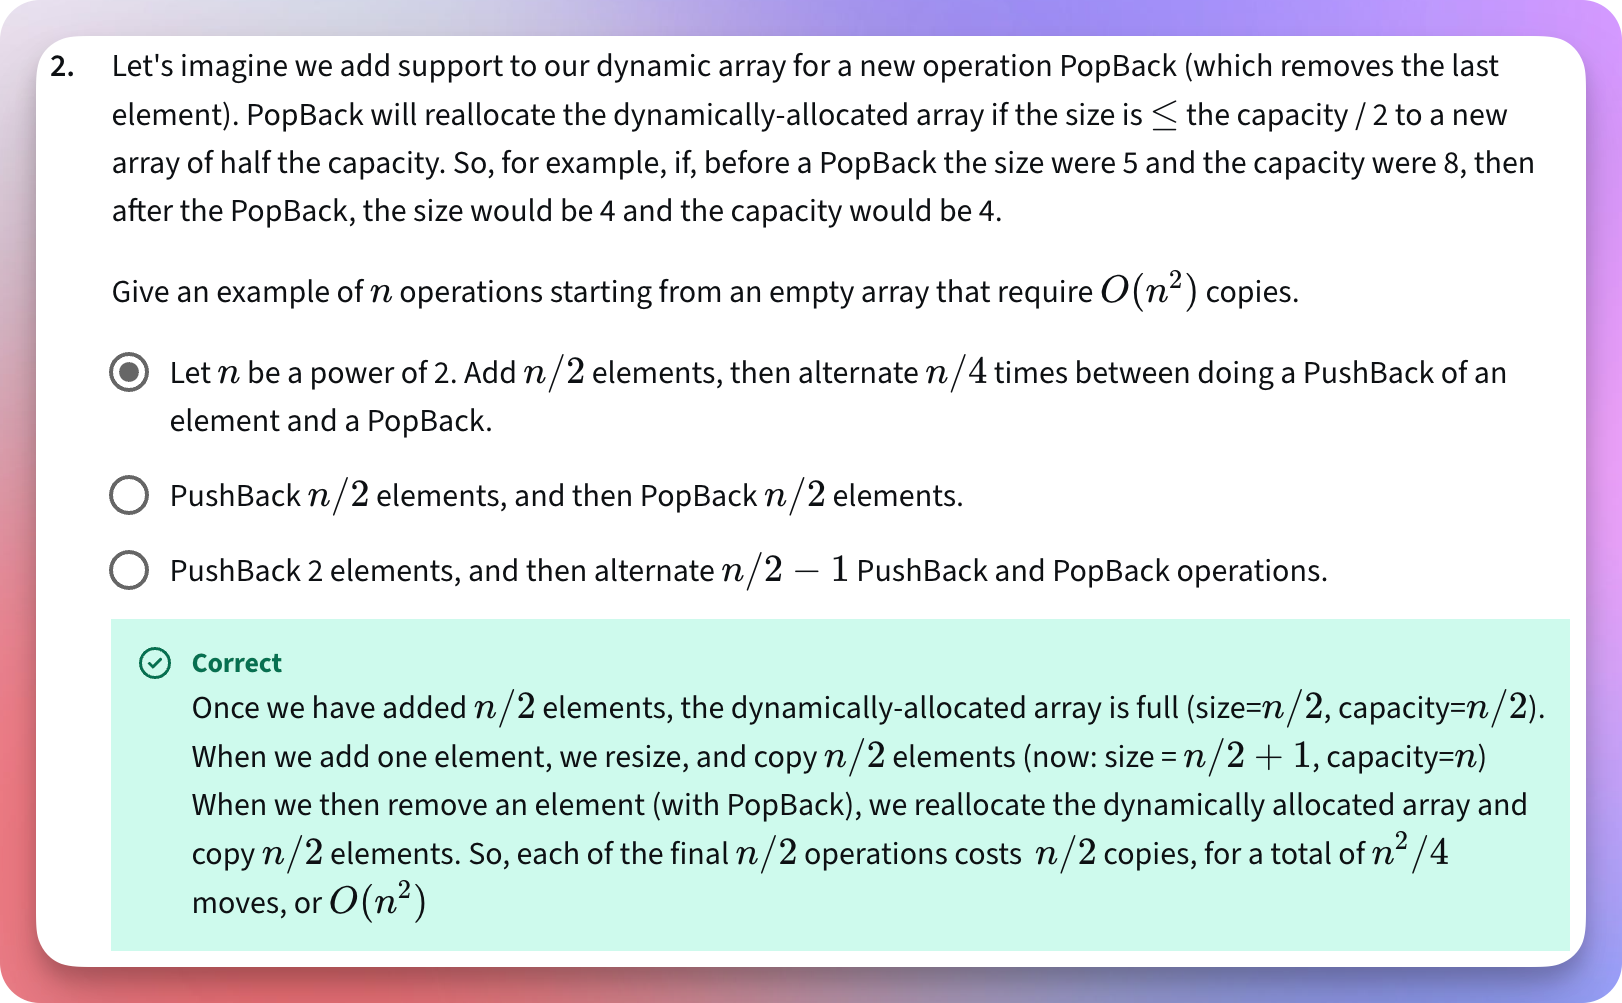 2. Let's imagine we add support to our dynamic array for a new operation PopBack (which removes the last
element). PopBack will reallocate the dynamically-allocated array if the size is ≤ the capacity / 2 to a new
array of half the capacity. So, for example, if, before a PopBack the size were 5 and the capacity were 8, then
after the PopBack, the size would be 4 and the capacity would be 4.
Give an example of n operations starting from an empty array that require O(n²) copies.
Let n be a power of 2. Add n/2 elements, then alternate n/4 times between doing a PushBack of an
element and a PopBack.
PushBack n/2 elements, and then PopBack n/2 elements.
PushBack 2 elements, and then alternate n/2 − 1 PushBack and PopBack operations.
Correct
Once we have added n/2 elements, the dynamically-allocated array is full (size=n/2, capacity=n/2).
When we add one element, we resize, and copy n/2 elements (now: size = n/2 + 1, capacity=n)
When we then remove an element (with PopBack), we reallocate the dynamically allocated array and
copy n/2 elements. So, each of the final n/2 operations costs n/2 copies, for a total of n²/4
moves, or O(n²)